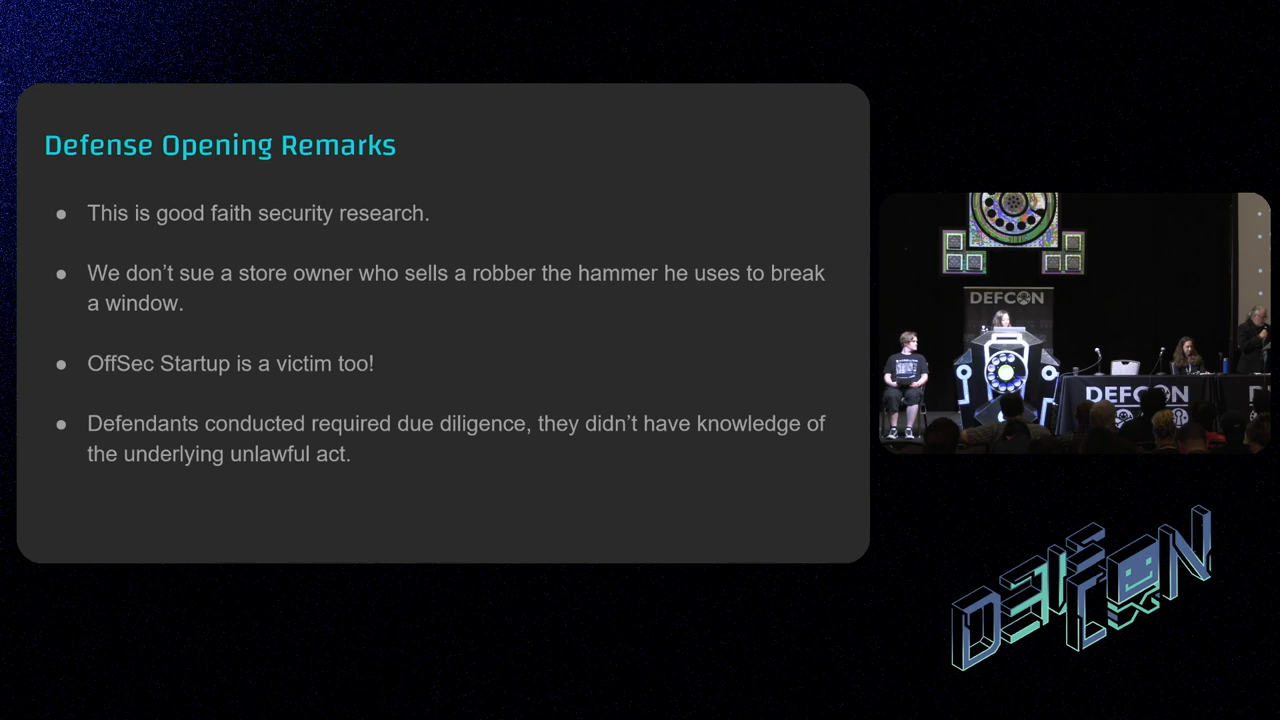 Defense Opening Remarks
● This is good faith security research.
● We don’t sue a store owner who sells a robber the hammer he uses to break
a window.
● OffSec Startup is a victim too!
● Defendants conducted required due diligence, they didn’t have knowledge of
the underlying unlawful act.
DEFCON
DEFCON
D
DEF
CON